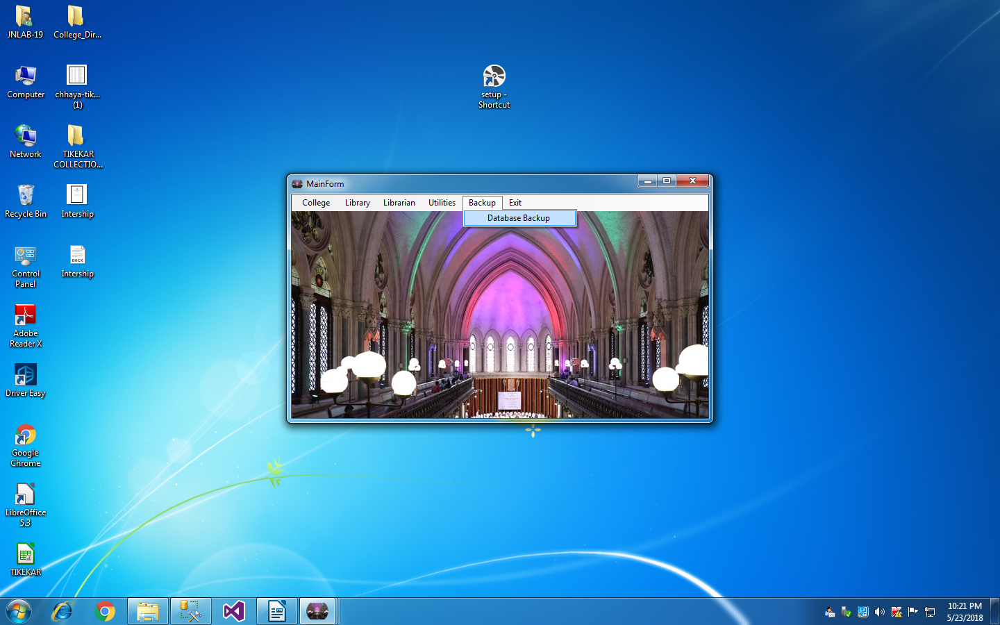 JNLAB-19
College_Dir...
Computer
chhaya-tik...
(1)
Network
TIKEKAR
COLLECTIO...
Recycle Bin
Intership
Control
Panel
DOCX
Intership
Adobe
Reader X
Driver Easy
Google
Chrome
LibreOffice
5.3
TIKEKAR
setup -
Shortcut
MainForm
College Library Librarian Utilities Backup Exit
Database Backup
10:21 PM
5/23/2018